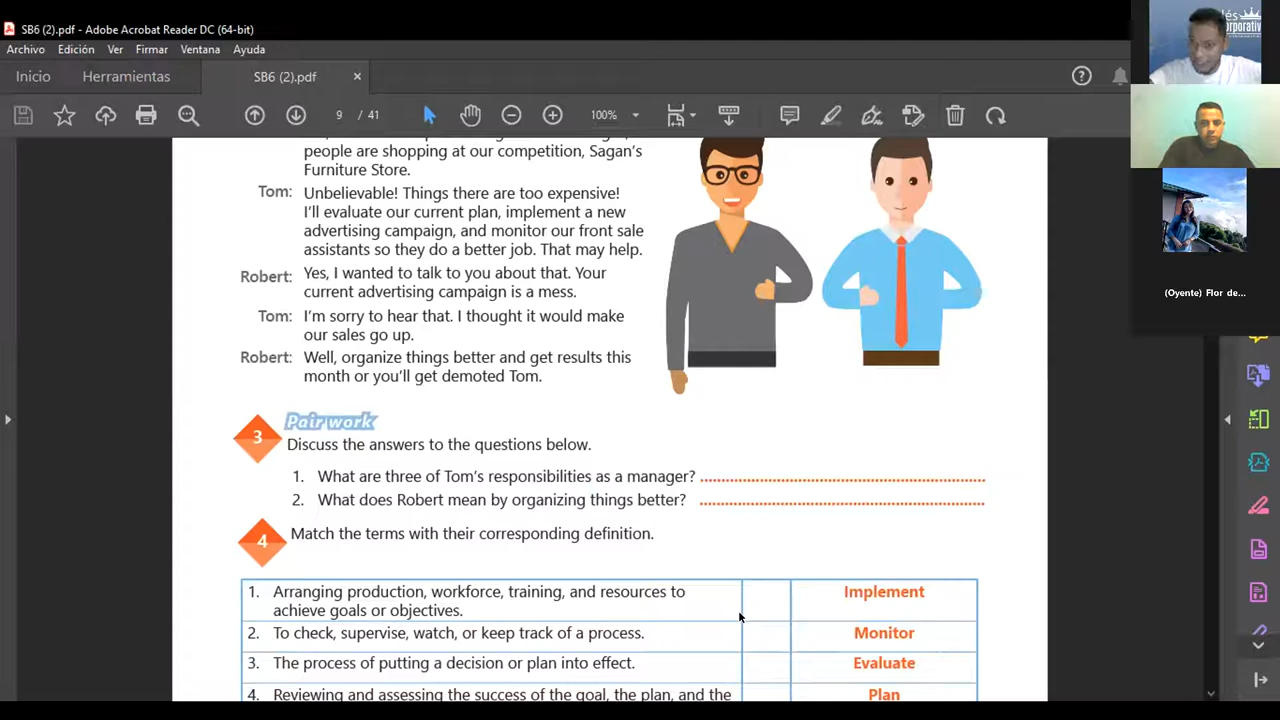 SB6 (2).pdf - Adobe Acrobat Reader DC (64-bit)
Archivo Edición Ver Firmar Ventana Ayuda
Inicio Herramientas SB6 (2).pdf ×
9 / 41 100%
people are shopping at our competition, Sagan's
Furniture Store.
Tom: Unbelievable! Things there are too expensive!
I'll evaluate our current plan, implement a new
advertising campaign, and monitor our front sale
assistants so they do a better job. That may help.
Robert: Yes, I wanted to talk to you about that. Your
current advertising campaign is a mess.
Tom: I'm sorry to hear that. I thought it would make
our sales go up.
Robert: Well, organize things better and get results this
month or you'll get demoted Tom.
3 Pair work
Discuss the answers to the questions below.
1. What are three of Tom's responsibilities as a manager?
2. What does Robert mean by organizing things better?
4 Match the terms with their corresponding definition.
1. Arranging production, workforce, training, and resources to
achieve goals or objectives.
Implement
2. To check, supervise, watch, or keep track of a process.
Monitor
3. The process of putting a decision or plan into effect.
Evaluate
4. Reviewing and assessing the success of the goal, the plan, and the
Plan
(Oyente) Flor de...